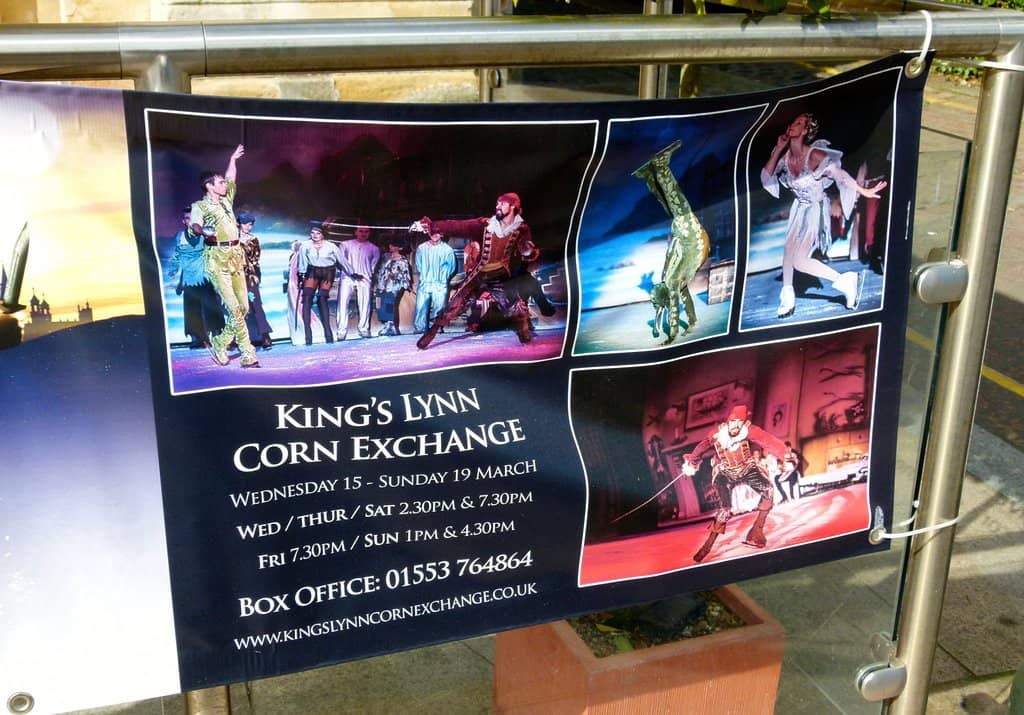 KING'S LYNN
CORN EXCHANGE
WEDNESDAY 15 - SUNDAY 19 MARCH
WED / THUR / SAT 2.30PM & 7.30PM
FRI 7.30PM / SUN 1PM & 4.30PM
BOX OFFICE: 01553 764864
WWW.KINGSLYNNCORNEXCHANGE.CO.UK